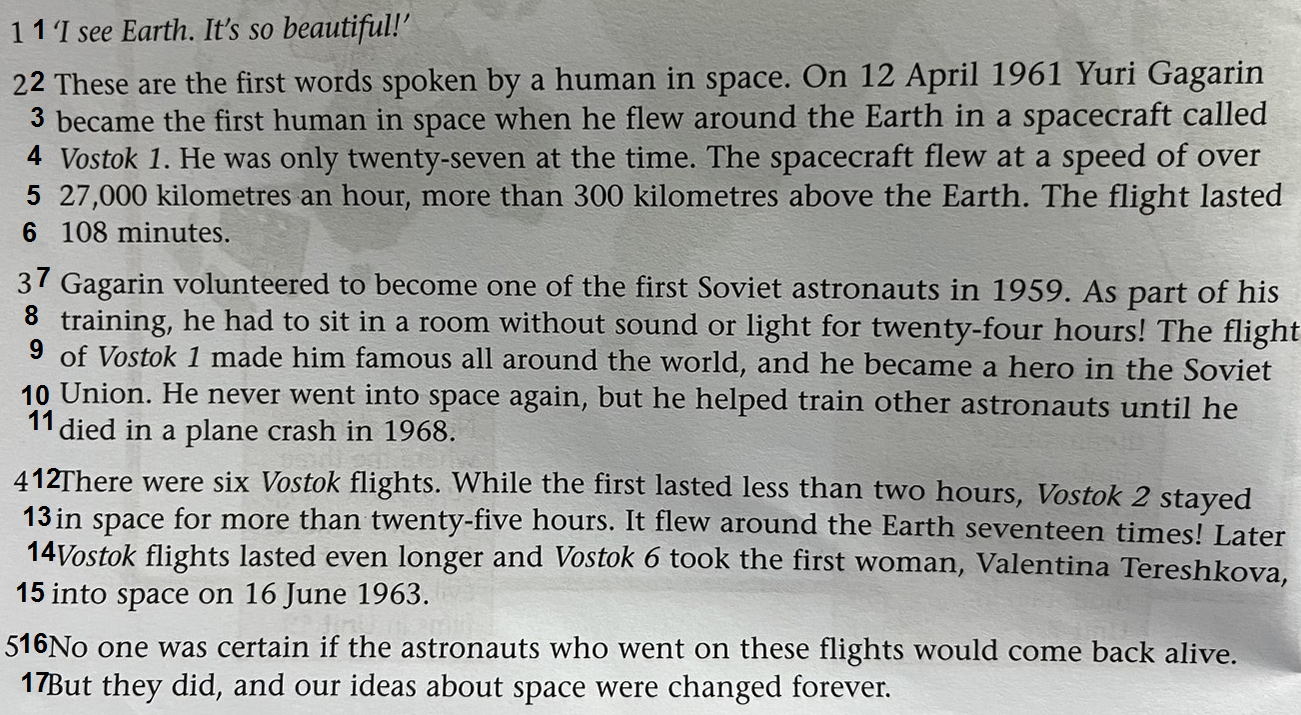 1 1 'I see Earth. It's so beautiful!'
2 2 These are the first words spoken by a human in space. On 12 April 1961 Yuri Gagarin
3 became the first human in space when he flew around the Earth in a spacecraft called
4 Vostok 1. He was only twenty-seven at the time. The spacecraft flew at a speed of over
5 27,000 kilometres an hour, more than 300 kilometres above the Earth. The flight lasted
6 108 minutes.
3 7 Gagarin volunteered to become one of the first Soviet astronauts in 1959. As part of his
8 training, he had to sit in a room without sound or light for twenty-four hours! The flight
9 of Vostok 1 made him famous all around the world, and he became a hero in the Soviet
10 Union. He never went into space again, but he helped train other astronauts until he
11 died in a plane crash in 1968.
4 12 There were six Vostok flights. While the first lasted less than two hours, Vostok 2 stayed
13 in space for more than twenty-five hours. It flew around the Earth seventeen times! Later
14 Vostok flights lasted even longer and Vostok 6 took the first woman, Valentina Tereshkova,
15 into space on 16 June 1963.
5 16 No one was certain if the astronauts who went on these flights would come back alive.
17 But they did, and our ideas about space were changed forever.